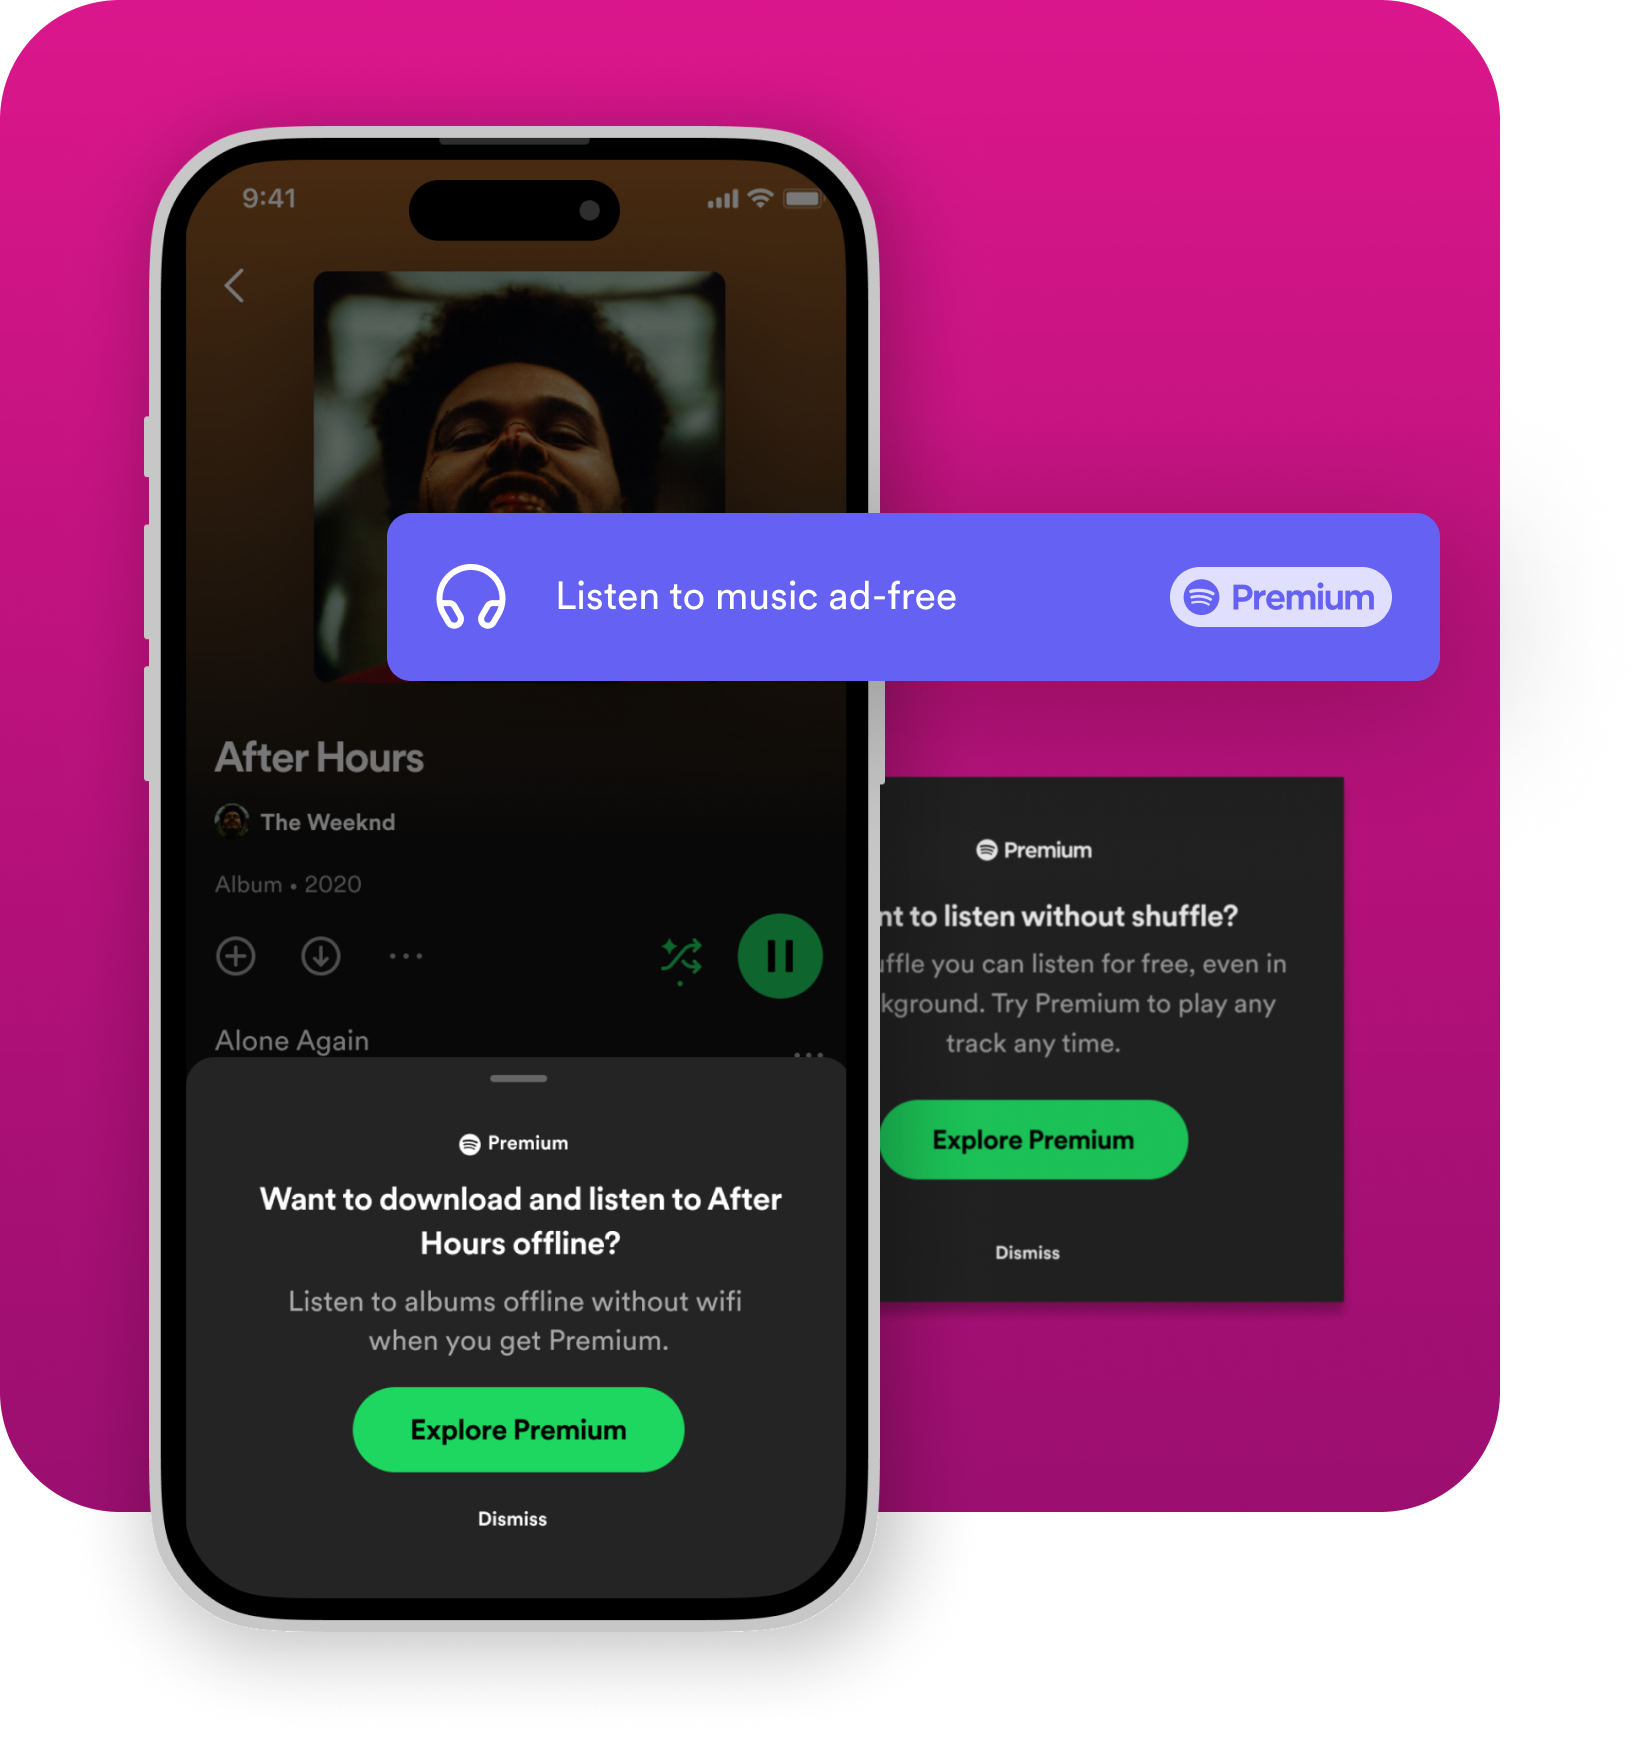 9:41
Listen to music ad-free
Premium
After Hours
The Weeknd
Album • 2020
Alone Again
Premium
Want to download and listen to After
Hours offline?
Listen to albums offline without wifi
when you get Premium.
Explore Premium
Dismiss
Premium
to listen without shuffle?
you can listen for free, even in
Try Premium to play any
track any time.
Explore Premium
Dismiss